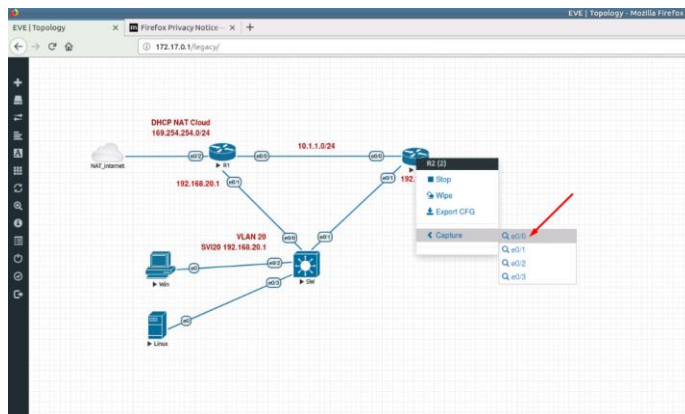 EVE | Topology - Mozilla Firefox
EVE | Topology
Firefox Privacy Notice
172.17.0.1/legacy/
DHCP NAT Cloud
169.254.254.0/24
NAT_Internet
e0/2
R1
e0/0
10.1.1.0/24
e0/0
192.168.20.1
e0/1
e0/1
192.
R2 (2)
Stop
Wipe
Export CFG
Capture
e0/0
e0/1
e0/2
e0/3
VLAN 20
SVI20 192.168.20.1
e0/0
e0/1
e0
e0/2
Win
e0/3
SW
e0
Linux